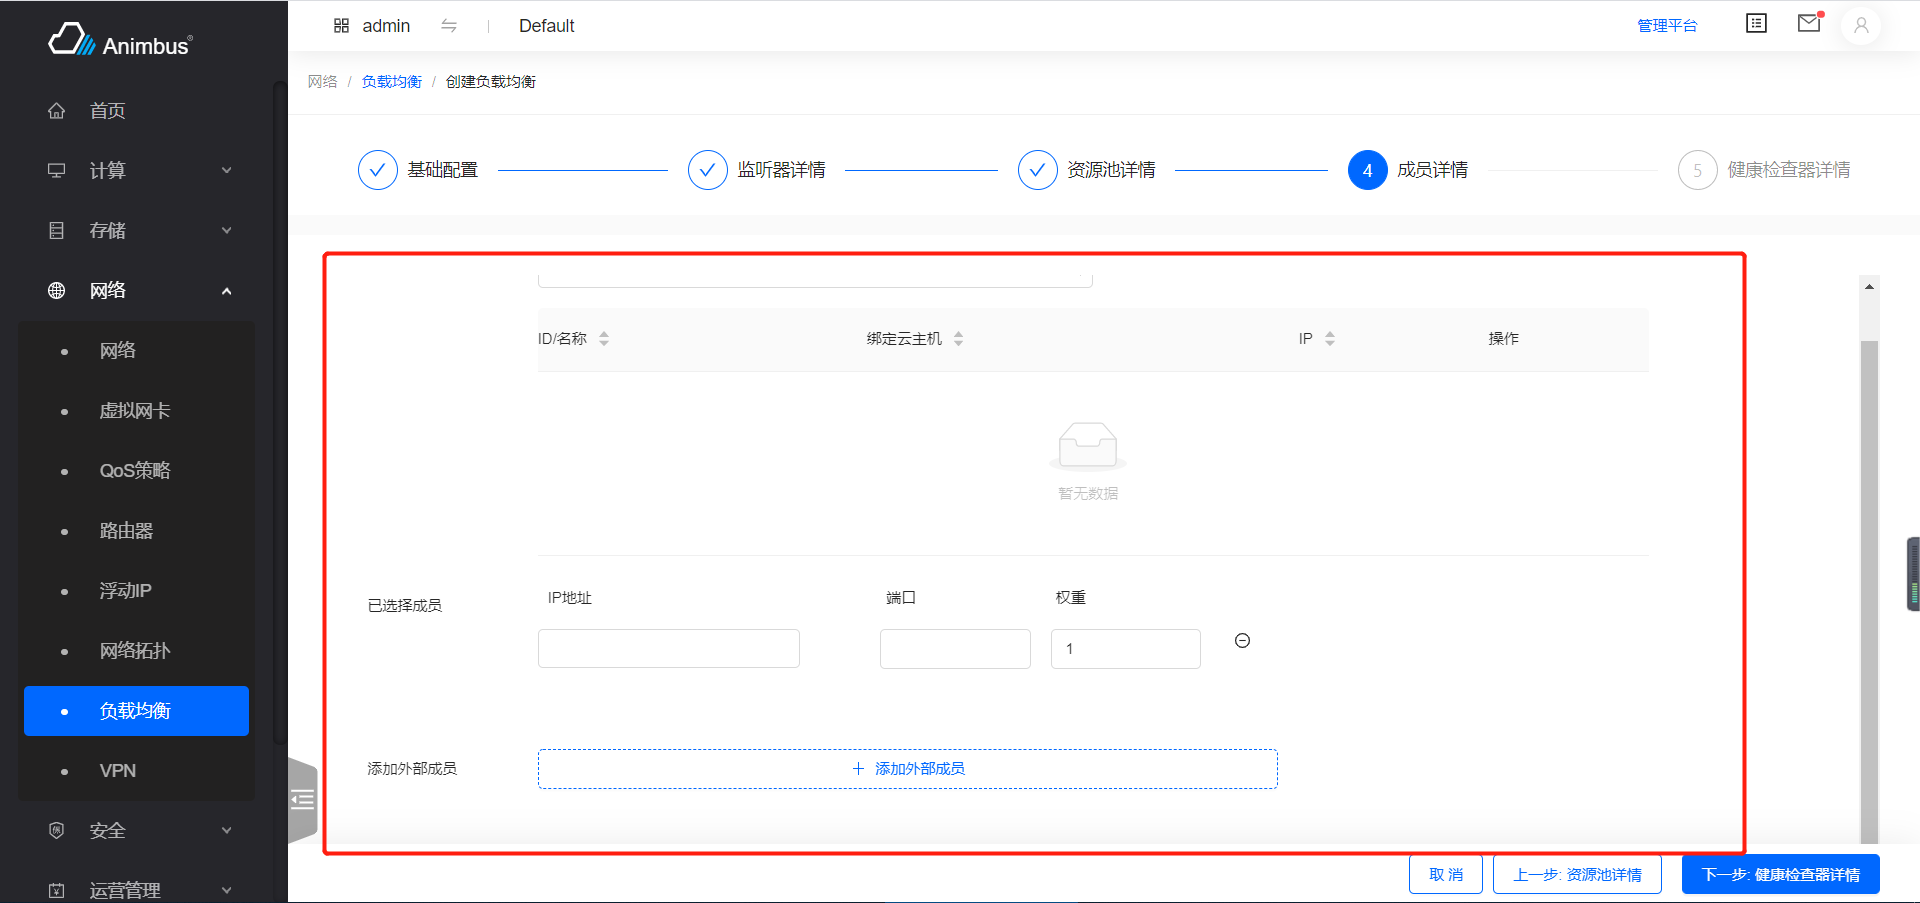 Animbus®
首页
计算
存储
网络
网络
虚拟网卡
QoS策略
路由器
浮动IP
网络拓扑
负载均衡
VPN
安全
运营管理
admin
Default
管理平台
网络 / 负载均衡 / 创建负载均衡
基础配置
监听器详情
资源池详情
4 成员详情
5 健康检查器详情
ID/名称 绑定云主机 IP 操作
暂无数据
已选择成员
IP地址 端口 权重
1
添加外部成员
添加外部成员
取 消
上一步: 资源池详情
下一步: 健康检查器详情